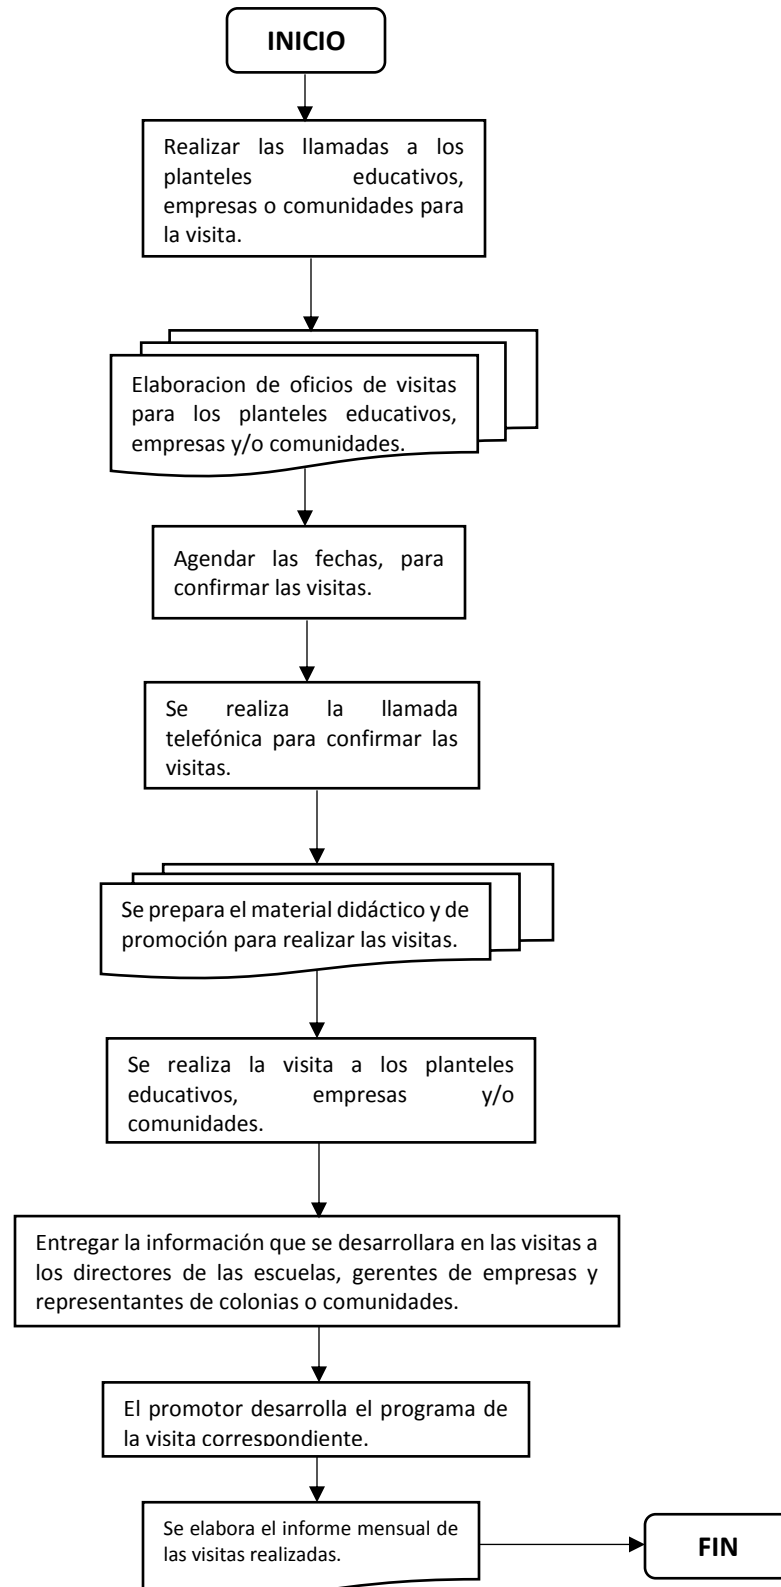 INICIO
Realizar las llamadas a los
planteles educativos,
empresas o comunidades para
la visita.
Elaboracion de oficios de visitas
para los planteles educativos,
empresas y/o comunidades.
Agendar las fechas, para
confirmar las visitas.
Se realiza la llamada
telefónica para confirmar las
visitas.
Se prepara el material didáctico y de
promoción para realizar las visitas.
Se realiza la visita a los planteles
educativos, empresas y/o
comunidades.
Entregar la información que se desarrollara en las visitas a
los directores de las escuelas, gerentes de empresas y
representantes de colonias o comunidades.
El promotor desarrolla el programa de
la visita correspondiente.
Se elabora el informe mensual de
las visitas realizadas.
FIN